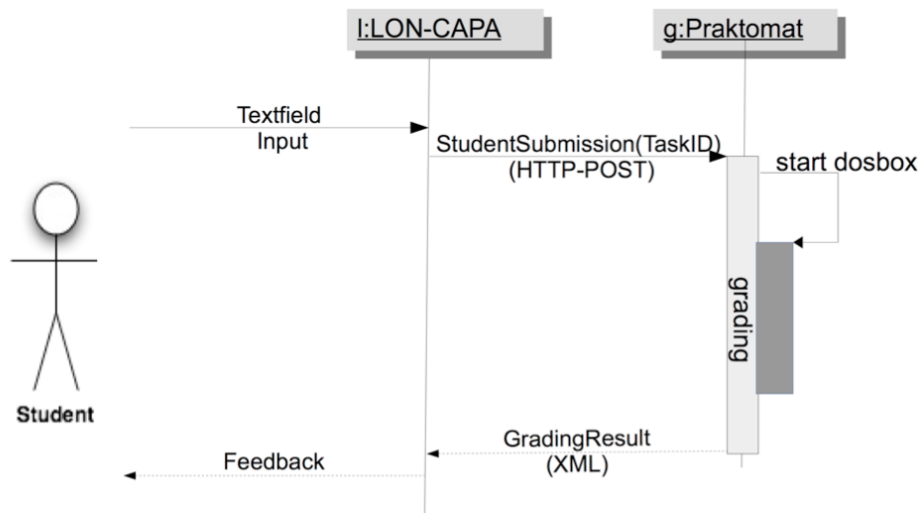 l:LON-CAPA
g:Praktomat
Textfield
Input
StudentSubmission(TaskID)
(HTTP-POST)
start dosbox
grading
Student
GradingResult
(XML)
Feedback